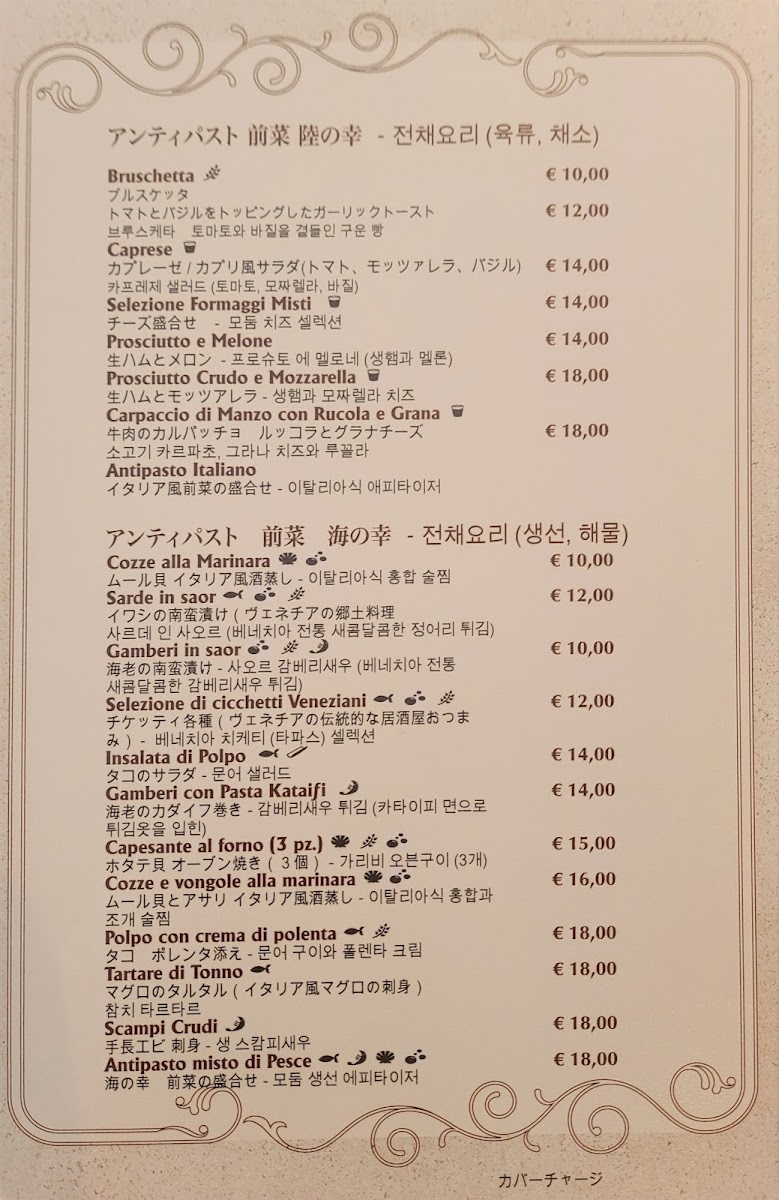 アンティパスト 前菜 陸の幸 - 전채요리 (육류, 채소)
Bruschetta € 10,00
ブルスケッタ
トマトとバジルをトッピングしたガーリックトースト € 12,00
브루스케타 토마토와 바질을 곁들인 구운 빵
Caprese
カプレーゼ / カプリ風サラダ(トマト、モッツァレラ、バジル) € 14,00
카프레제 샐러드 (토마토, 모짜렐라, 바질)
Selezione Formaggi Misti € 14,00
チーズ盛合せ - 모둠 치즈 셀렉션
Prosciutto e Melone € 14,00
生ハムとメロン - 프로슈토 에 멜로네 (생햄과 멜론)
Prosciutto Crudo e Mozzarella € 18,00
生ハムとモッツアレラ - 생햄과 모짜렐라 치즈
Carpaccio di Manzo con Rucola e Grana
牛肉のカルパッチョ ルッコラとグラナチーズ € 18,00
소고기 카르파초, 그라나 치즈와 루꼴라
Antipasto Italiano
イタリア風前菜の盛合せ - 이탈리아식 애피타이저
アンティパスト 前菜 海の幸 - 전채요리 (생선, 해물)
Cozze alla Marinara € 10,00
ムール貝 イタリア風酒蒸し - 이탈리아식 홍합 술찜
Sarde in saor € 12,00
イワシの南蛮漬け ( ヴェネチアの郷土料理
사르데 인 사오르 (베네치아 전통 새콤달콤한 정어리 튀김)
Gamberi in saor € 10,00
海老の南蛮漬け - 사오르 감베리새우 (베네치아 전통
새콤달콤한 감베리새우 튀김)
Selezione di cicchetti Veneziani € 12,00
チケッティ各種 ( ヴェネチアの伝統的な居酒屋おつま
み ) - 베네치아 치케티 (타파스) 셀렉션
Insalata di Polpo € 14,00
タコのサラダ - 문어 샐러드
Gamberi con Pasta Kataifi € 14,00
海老のカダイフ巻き - 감베리새우 튀김 (카타이피 면으로
튀김옷을 입힌)
Capesante al forno (3 pz.) € 15,00
ホタテ貝 オーブン焼き ( 3 個 ) - 가리비 오븐구이 (3개)
Cozze e vongole alla marinara € 16,00
ムール貝とアサリ イタリア風酒蒸し - 이탈리아식 홍합과
조개 술찜
Polpo con crema di polenta € 18,00
タコ ポレンタ添え - 문어 구이와 폴렌타 크림
Tartare di Tonno € 18,00
マグロのタルタル ( イタリア風マグロの刺身 )
참치 타르타르
Scampi Crudi € 18,00
手長エビ 刺身 - 생 스캄피새우
Antipasto misto di Pesce € 18,00
海の幸 前菜の盛合せ - 모둠 생선 에피타이저
カバーチャージ